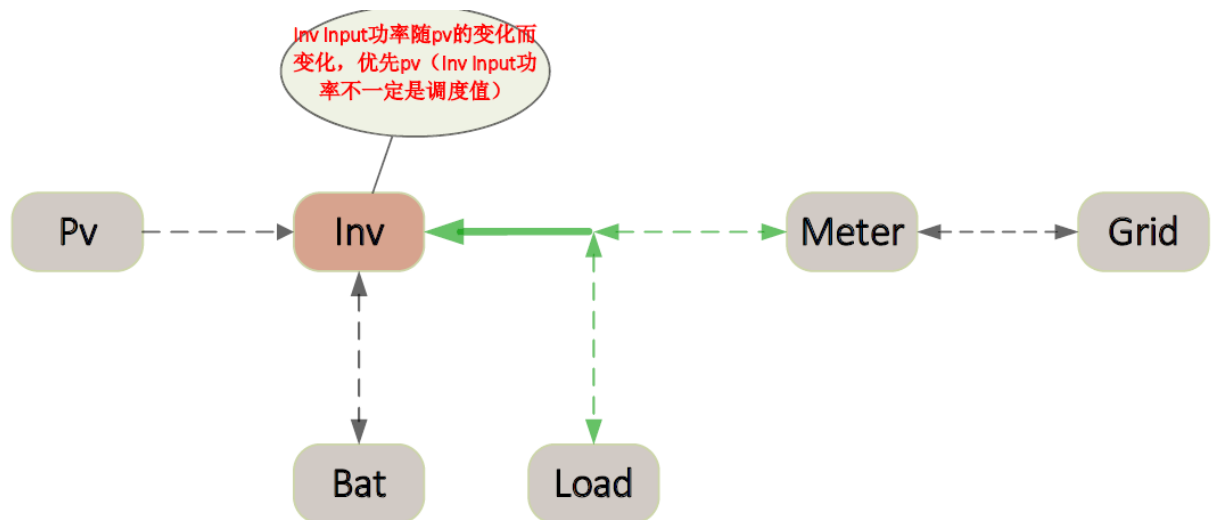 Inv Input功率随pv的变化而
变化，优先pv（Inv Input功
率不一定是调度值）
Pv
Inv
Meter
Grid
Bat
Load